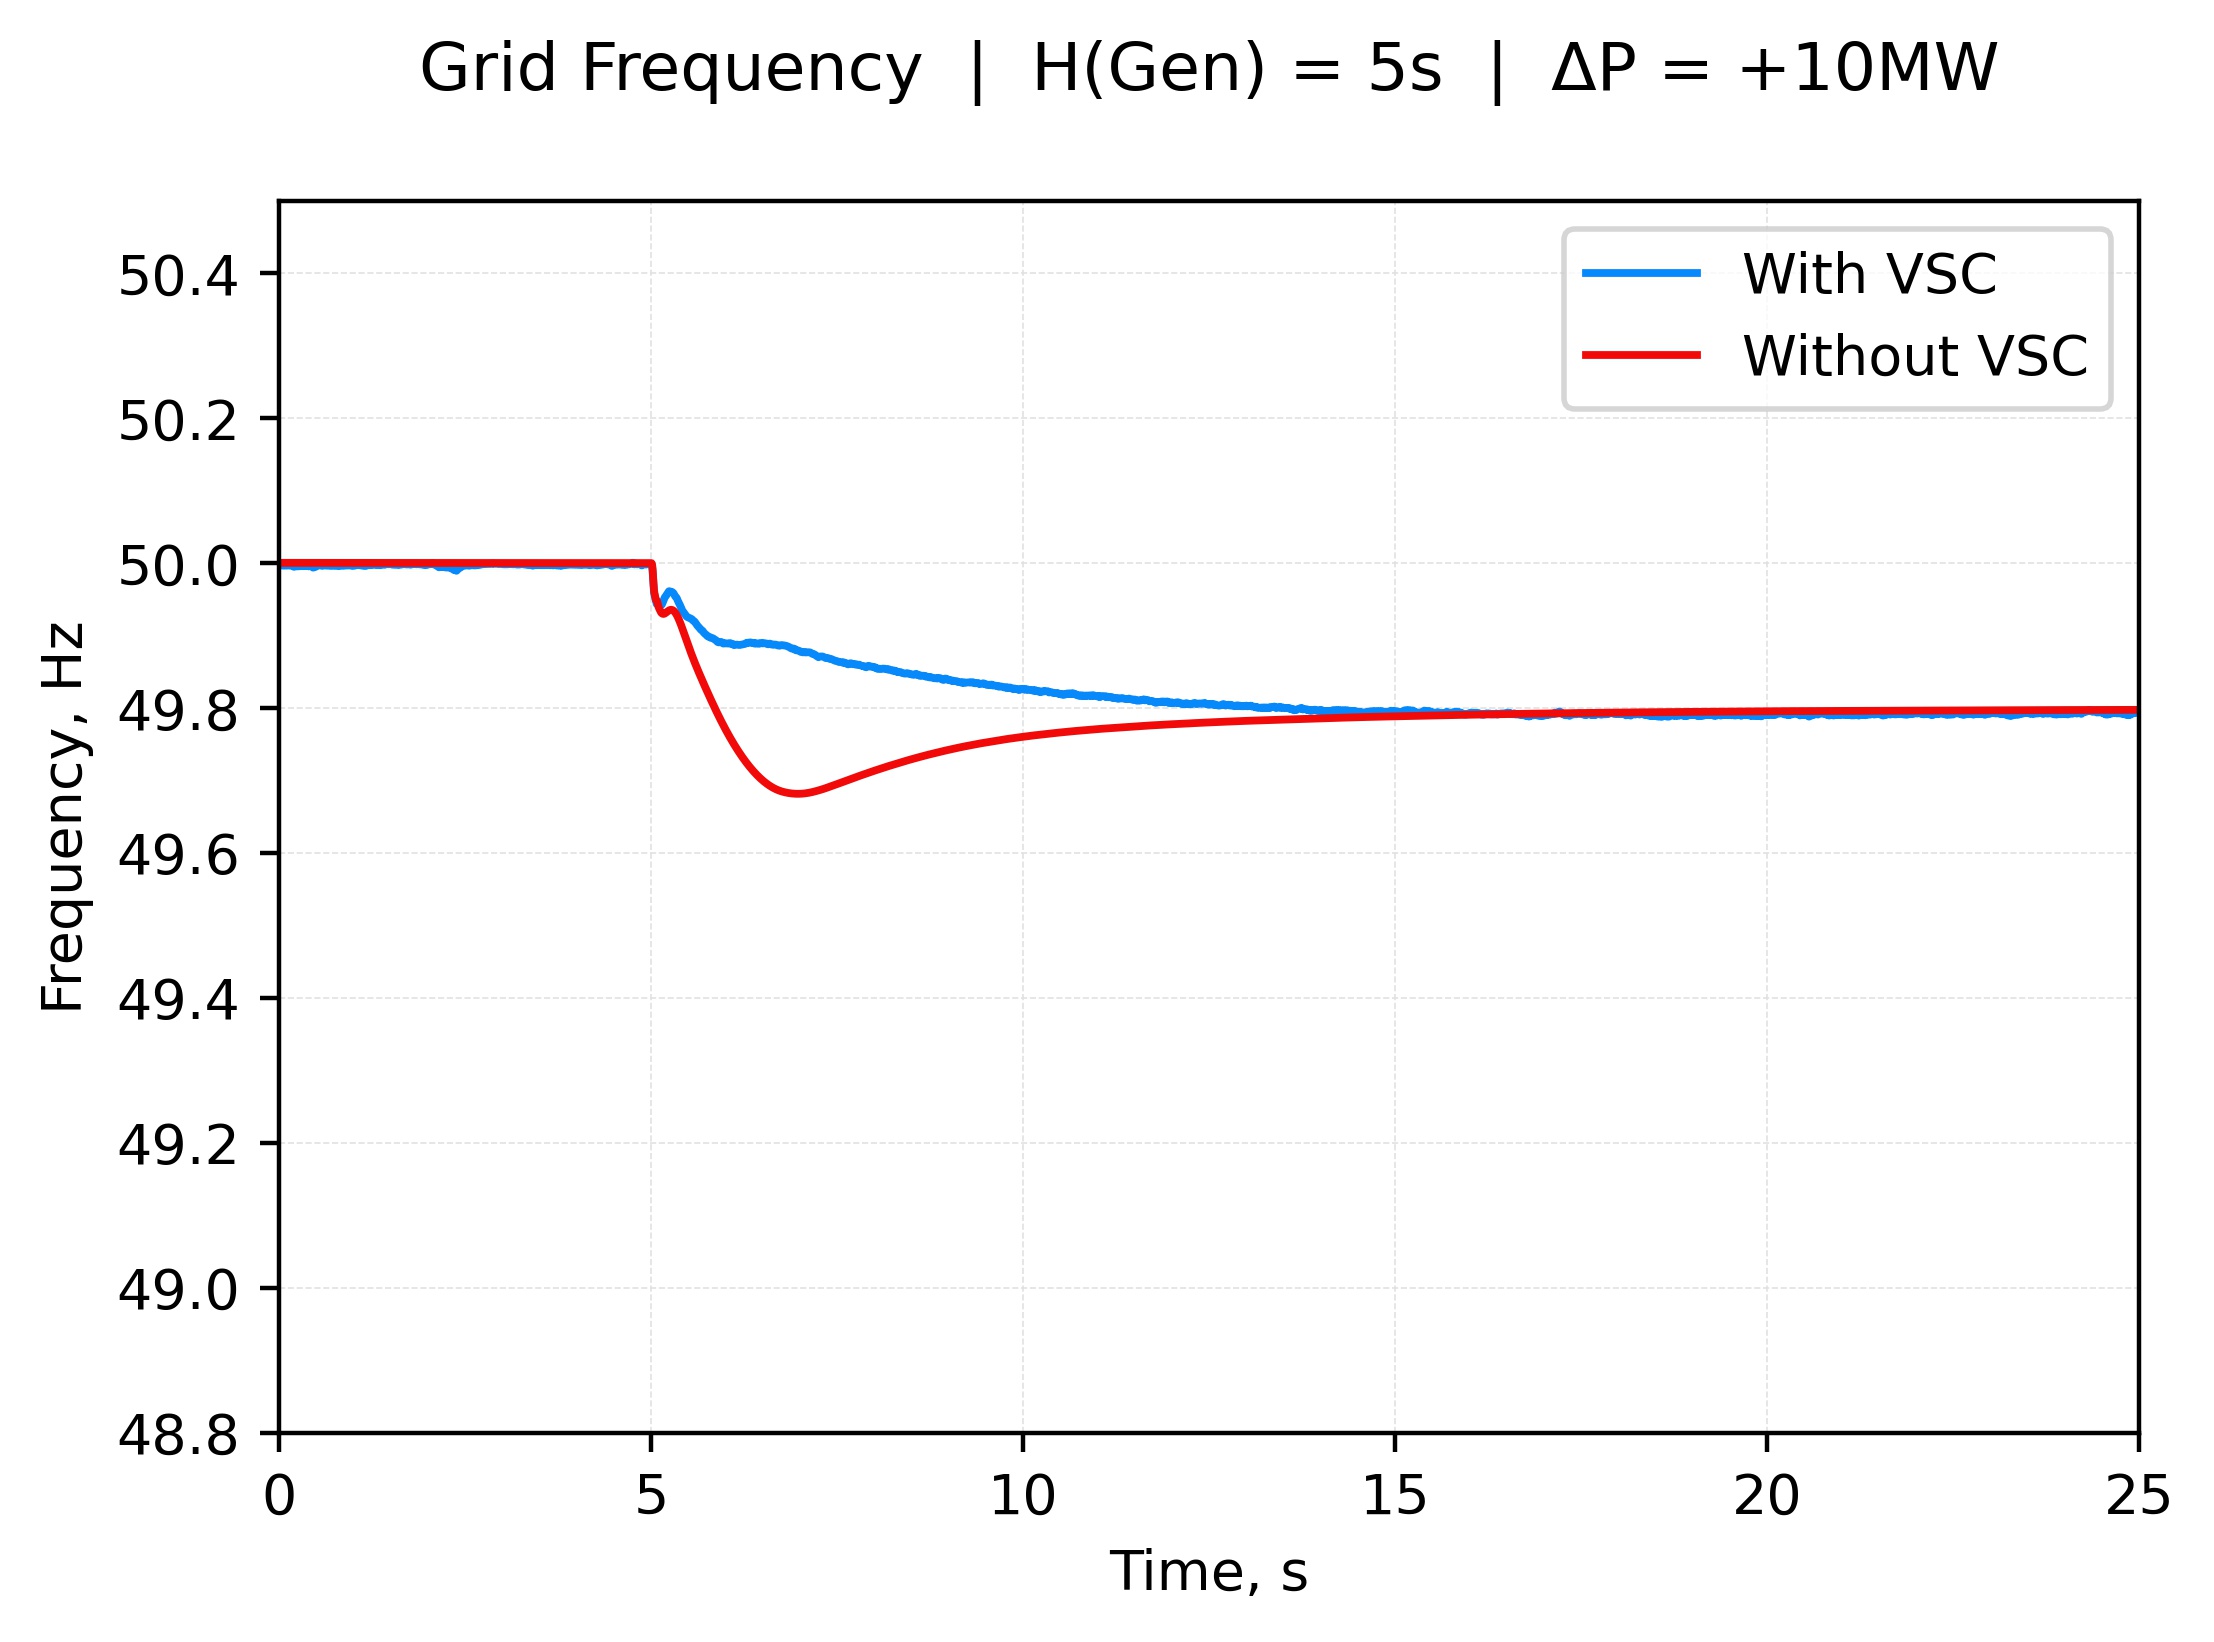 Grid Frequency | H(Gen) = 5s | ΔP = +10MW
With VSC
Without VSC
Frequency, Hz
50.4
50.2
50.0
49.8
49.6
49.4
49.2
49.0
48.8
0 5 10 15 20 25
Time, s